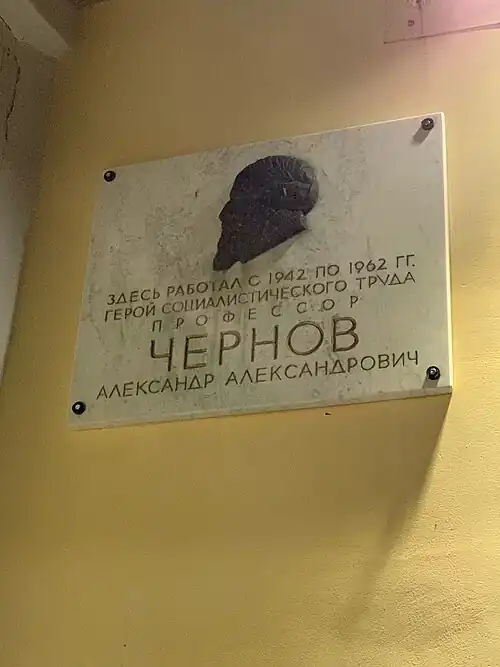 ЗДЕСЬ РАБОТАЛ С 1942 ПО 1962 ГГ.
ГЕРОЙ СОЦИАЛИСТИЧЕСКОГО ТРУДА
ПРОФЕССОР
ЧЕРНОВ
АЛЕКСАНДР АЛЕКСАНДРОВИЧ